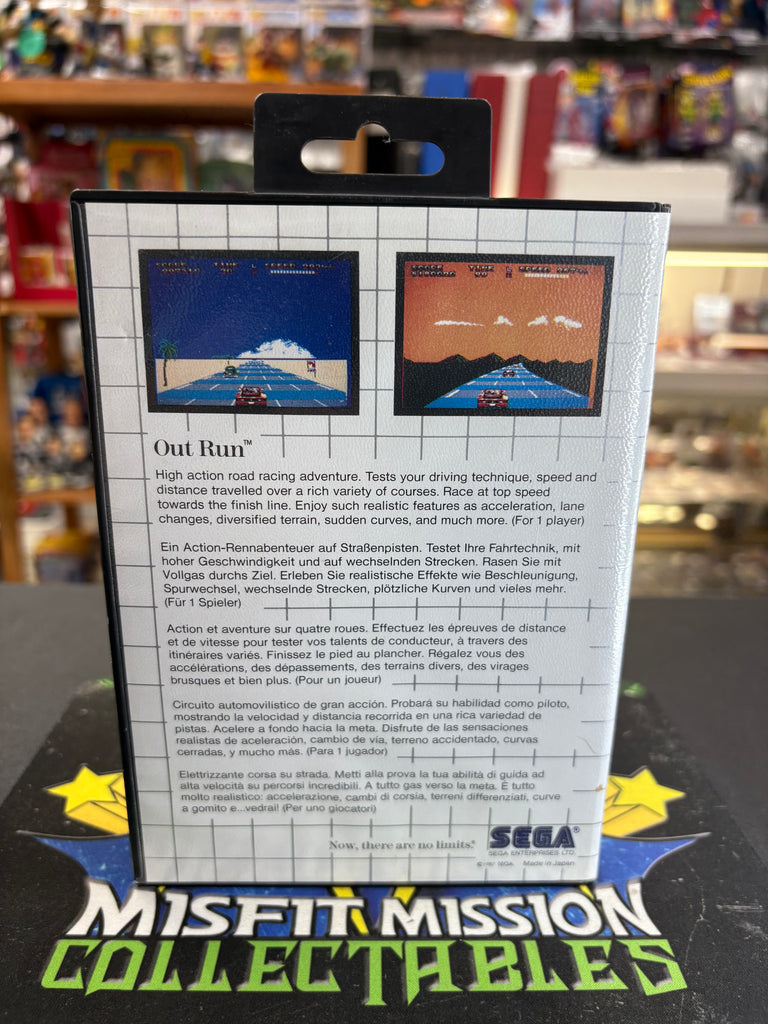 Out Run™
High action road racing adventure. Tests your driving technique, speed and
distance travelled over a rich variety of courses. Race at top speed
towards the finish line. Enjoy such realistic features as acceleration, lane
changes, diversified terrain, sudden curves, and much more. (For 1 player)
Ein Action-Rennabenteuer auf Straßenpisten. Testet Ihre Fahrtechnik, mit
hoher Geschwindigkeit und auf wechselnden Strecken. Rasen Sie mit
Vollgas durchs Ziel. Erleben Sie realistische Effekte wie Beschleunigung,
Spurwechsel, wechselnde Strecken, plötzliche Kurven und vieles mehr.
(Für 1 Spieler)
Action et aventure sur quatre roues. Effectuez les épreuves de distance
et de vitesse pour tester vos talents de conducteur, à travers des
itinéraires variés. Finissez le pied au plancher. Régalez vous des
accélérations, des dépassements, des terrains divers, des virages
brusques et bien plus. (Pour un joueur)
Circuito automovilistico de gran acción. Probará su habilidad como piloto,
mostrando la velocidad y distancia recorrida en una rica variedad de
pistas. Acelere a fondo hacia la meta. Disfrute de las sensaciones
realistas de aceleración, cambio de via, terreno accidentado, curvas
cerradas, y mucho más. (Para 1 jugador)
Elettrizzante corsa su strada. Metti alla prova la tua abilità di guida ad
alta velocità su percorsi incredibili. A tutto gas verso la meta. È tutto
molto realistico: accelerazione, cambi di corsia, terreni differenziati, curve
a gomito e...vedrai! (Per uno giocatori)
Now, there are no limits.®
SEGA®
SEGA ENTERPRISES LTD.
©1987 SEGA Made in Japan
MISFIT MISSION
COLLECTABLES